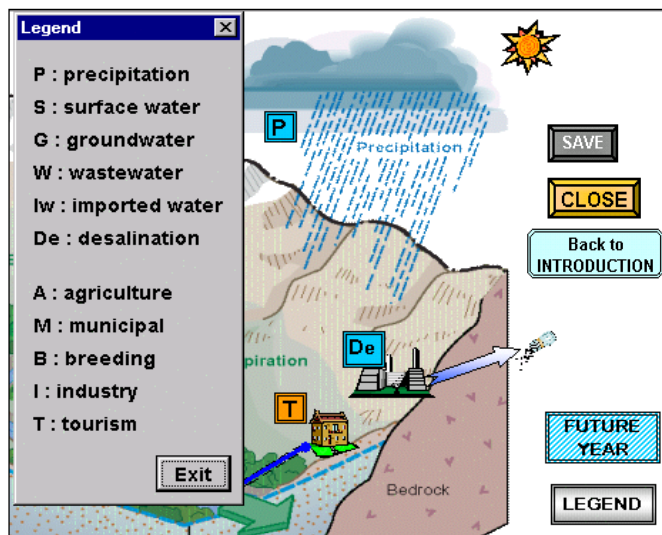 Legend
P : precipitation
S : surface water
G : groundwater
W : wastewater
Iw : imported water
De : desalination
A : agriculture
M : municipal
B : breeding
I : industry
T : tourism
Exit
P
Precipitation
De
piration
T
Bedrock
SAVE
CLOSE
Back to
INTRODUCTION
FUTURE
YEAR
LEGEND